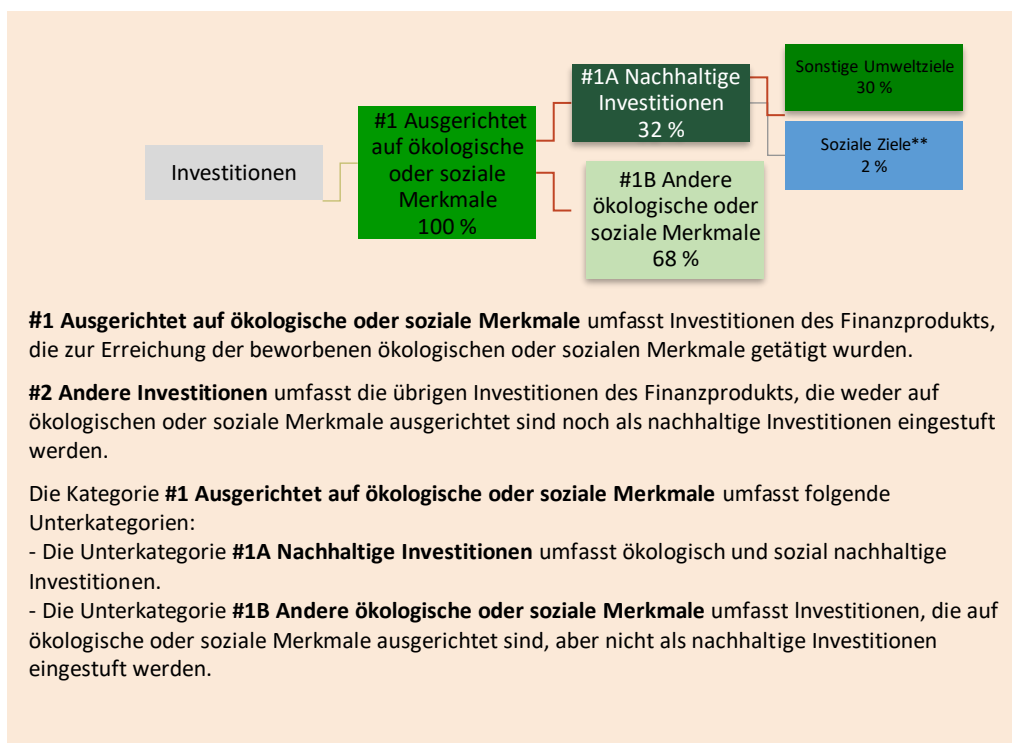 Investitionen
#1 Ausgerichtet
auf ökologische
oder soziale
Merkmale
100 %
#1A Nachhaltige
Investitionen
32 %
#1B Andere
ökologische oder
soziale Merkmale
68 %
Sonstige Umweltziele
30 %
Soziale Ziele**
2 %
#1 Ausgerichtet auf ökologische oder soziale Merkmale umfasst Investitionen des Finanzprodukts,
die zur Erreichung der beworbenen ökologischen oder sozialen Merkmale getätigt wurden.
#2 Andere Investitionen umfasst die übrigen Investitionen des Finanzprodukts, die weder auf
ökologischen oder soziale Merkmale ausgerichtet sind noch als nachhaltige Investitionen eingestuft
werden.
Die Kategorie #1 Ausgerichtet auf ökologische oder soziale Merkmale umfasst folgende
Unterkategorien:
- Die Unterkategorie #1A Nachhaltige Investitionen umfasst ökologisch und sozial nachhaltige
Investitionen.
- Die Unterkategorie #1B Andere ökologische oder soziale Merkmale umfasst Investitionen, die auf
ökologische oder soziale Merkmale ausgerichtet sind, aber nicht als nachhaltige Investitionen
eingestuft werden.